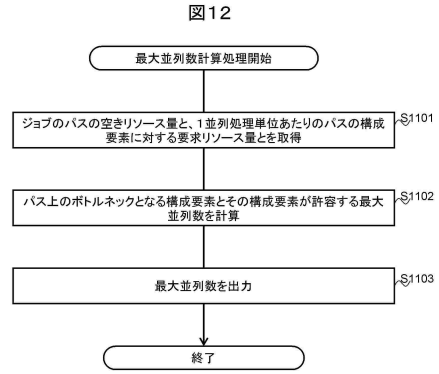 図12
最大並列数計算処理開始
ジョブのパスの空きリソース量と、1並列処理単位あたりのパスの構成
要素に対する要求リソース量とを取得
S1101
パス上のボトルネックとなる構成要素とその構成要素が許容する最大
並列数を計算
S1102
最大並列数を出力
S1103
終了